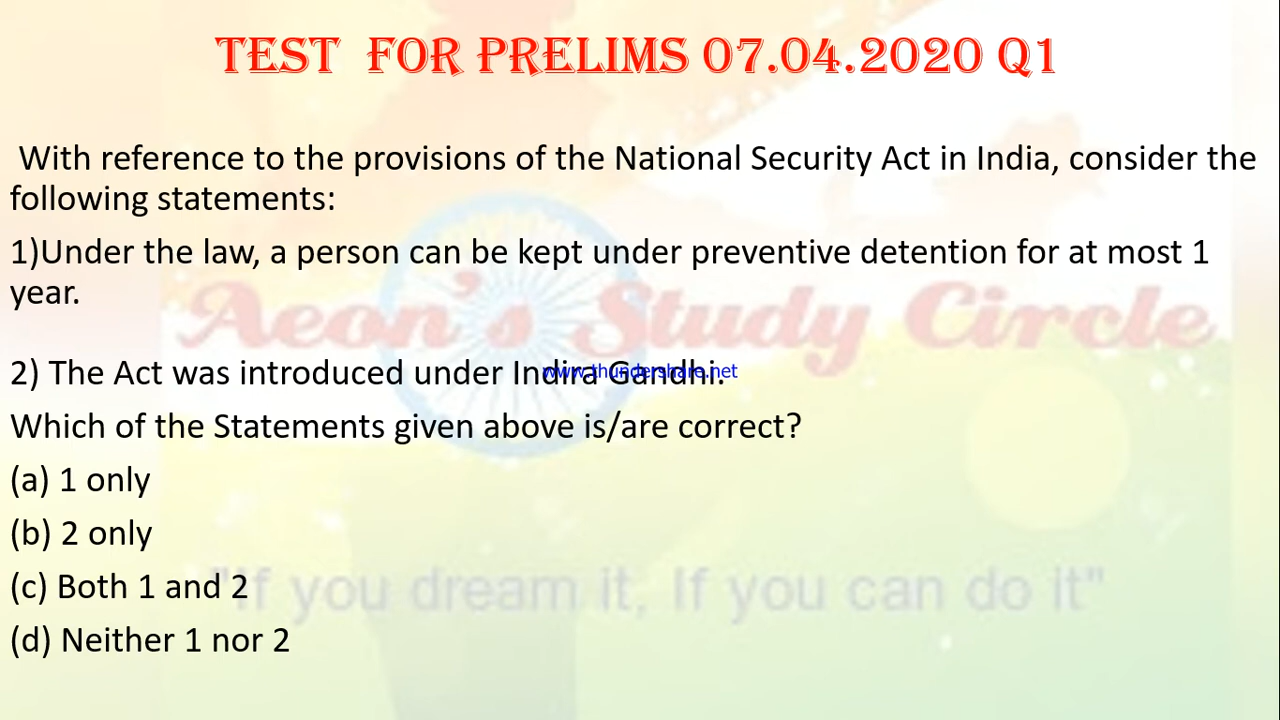 TEST FOR PRELIMS 07.04.2020 Q1
With reference to the provisions of the National Security Act in India, consider the
following statements:
1)Under the law, a person can be kept under preventive detention for at most 1
year.
Aeon's Study Circle
2) The Act was introduced under Indira Gandhi.
www.thundershare.net
Which of the Statements given above is/are correct?
(a) 1 only
(b) 2 only
(c) Both 1 and 2
"If you dream it, If you can do it"
(d) Neither 1 nor 2